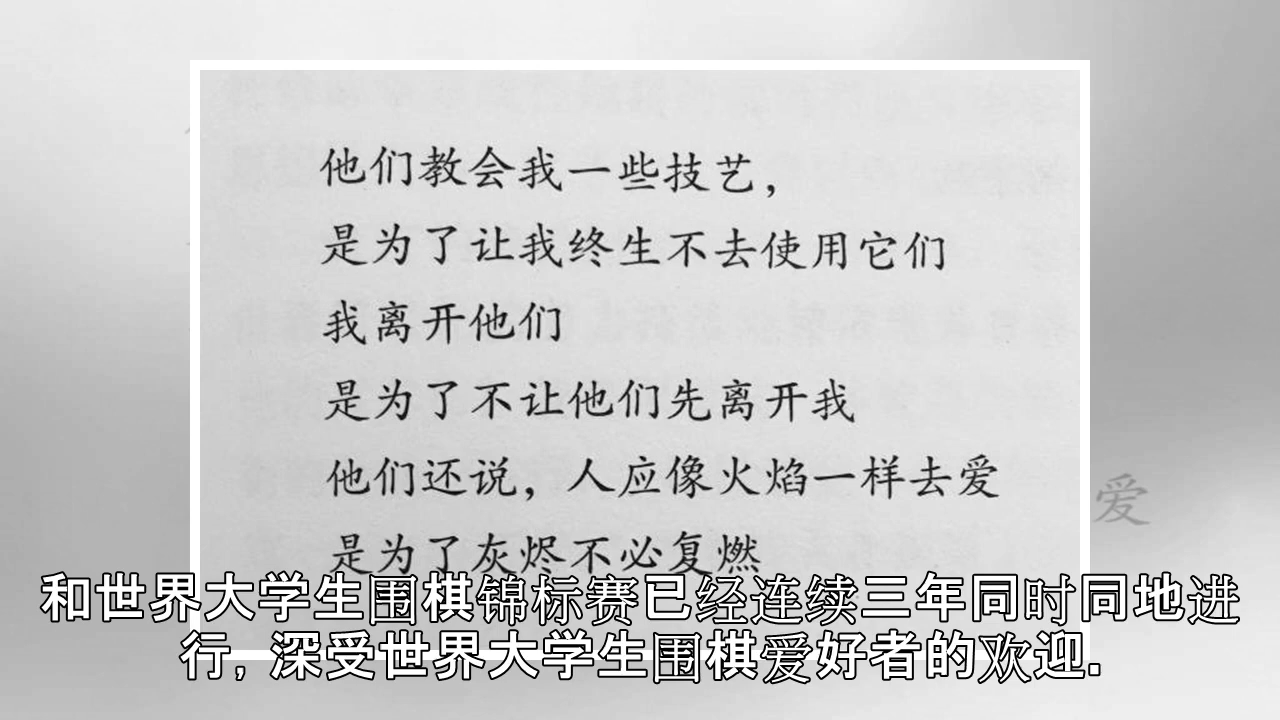 他们教会我一些技艺，
是为了让我终生不去使用它们
我离开他们
是为了不让他们先离开我
他们还说，人应像火焰一样去爱
是为了灰烬不必复燃
爱
和世界大学生围棋锦标赛已经连续三年同时同地进
行, 深受世界大学生围棋爱好者的欢迎.